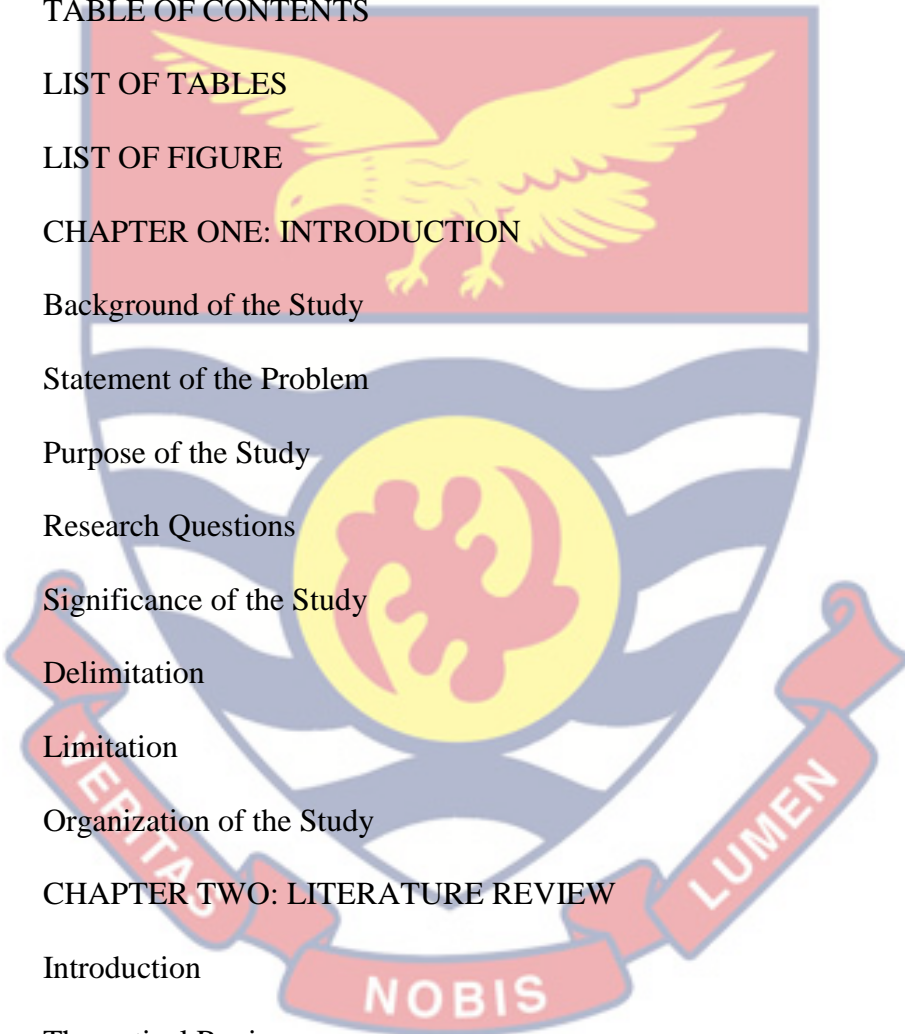 TABLE OF CONTENTS
LIST OF TABLES
LIST OF FIGURE
CHAPTER ONE: INTRODUCTION
Background of the Study
Statement of the Problem
Purpose of the Study
Research Questions
Significance of the Study
Delimitation
Limitation
Organization of the Study
CHAPTER TWO: LITERATURE REVIEW
Introduction
VERITAS
NOBIS
LUMEN